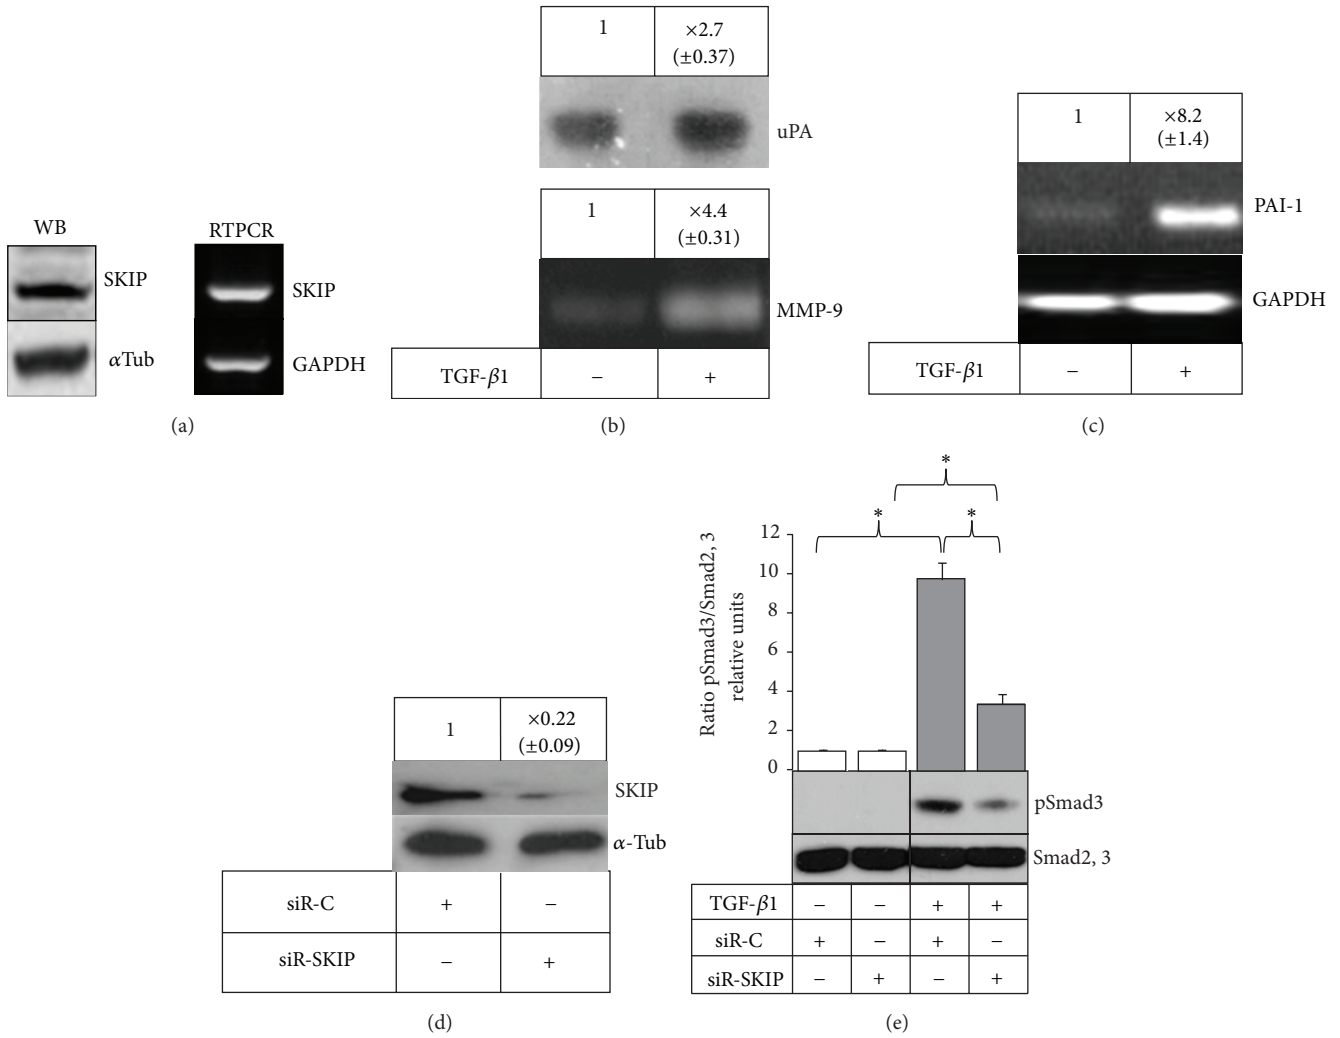 WB
RTPCR
SKIP
SKIP
αTub
GAPDH
(a)
1
×2.7
(±0.37)
uPA
1
×4.4
(±0.31)
MMP-9
TGF-β1 − +
(b)
1
×8.2
(±1.4)
PAI-1
GAPDH
TGF-β1 − +
(c)
1
×0.22
(±0.09)
SKIP
α-Tub
siR-C + −
siR-SKIP − +
(d)
*
* *
Ratio pSmad3/Smad2, 3
relative units
12
10
8
6
4
2
0
pSmad3
Smad2, 3
TGF-β1 − − + +
siR-C + − + −
siR-SKIP − + − +
(e)